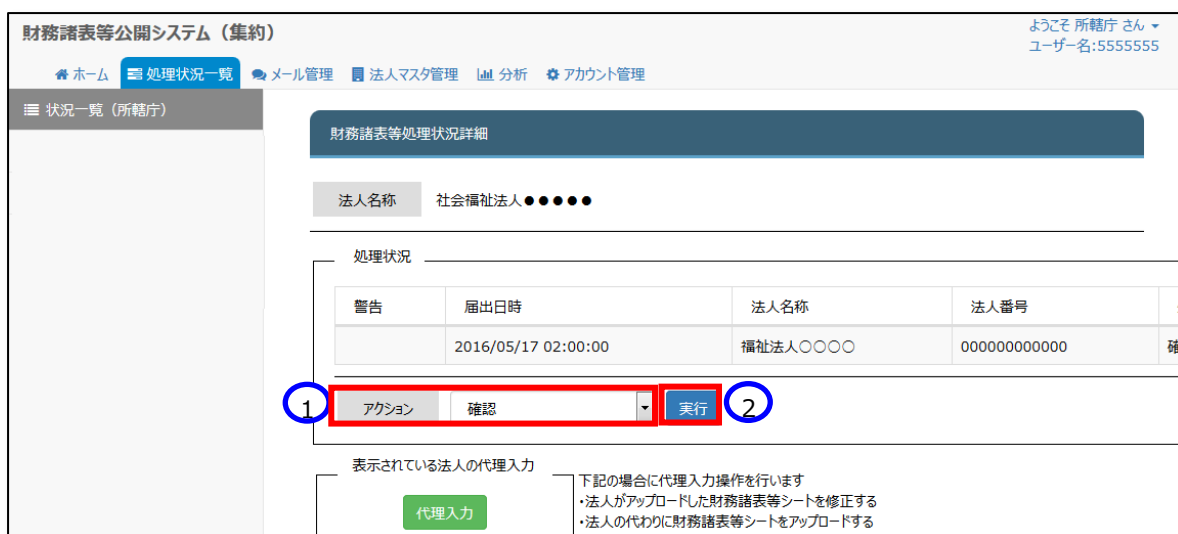 財務諸表等公開システム（集約）
ようこそ 所轄庁 さん
ユーザー名:5555555
ホーム 処理状況一覧 メール管理 法人マスタ管理 分析 アカウント管理
状況一覧（所轄庁）
財務諸表等処理状況詳細
法人名称 社会福祉法人●●●●●
処理状況
警告 届出日時 法人名称 法人番号
2016/05/17 02:00:00 福祉法人○○○○ 000000000000 確
1 アクション 確認 実行 2
表示されている法人の代理入力
下記の場合に代理入力操作を行います
・法人がアップロードした財務諸表等シートを修正する
代理入力
・法人の代わりに財務諸表等シートをアップロードする